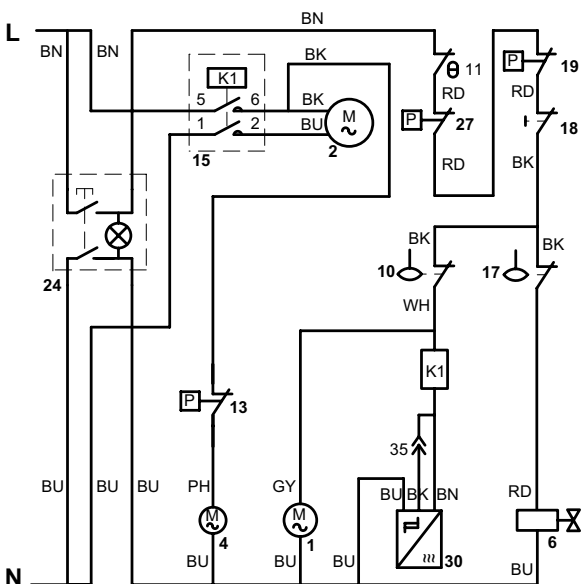 L
BN
BN
BN
BK
K1
5
6
BK
1
2
BU
M
15
2
P
19
11
RD
RD
P
27
18
RD
BK
24
BK
BK
10
17
WH
K1
P
13
35
BU
BU
BU
PH
GY
BU
BK
BN
RD
M
4
M
1
30
6
BU
BU
BU
BU
N